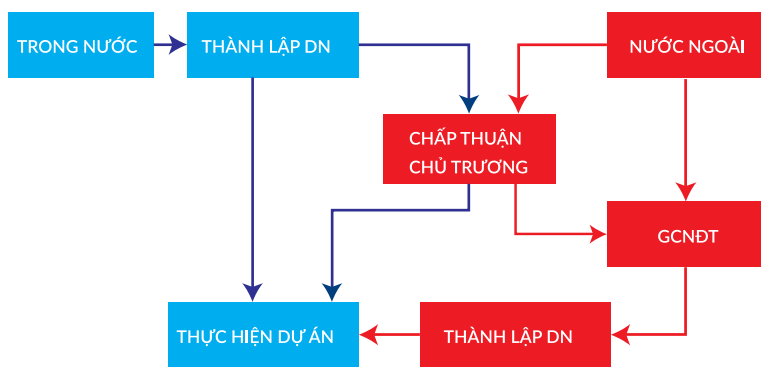 TRONG NƯỚC
THÀNH LẬP DN
NƯỚC NGOÀI
CHẤP THUẬN
CHỦ TRƯƠNG
GCNĐT
THỰC HIỆN DỰ ÁN
THÀNH LẬP DN